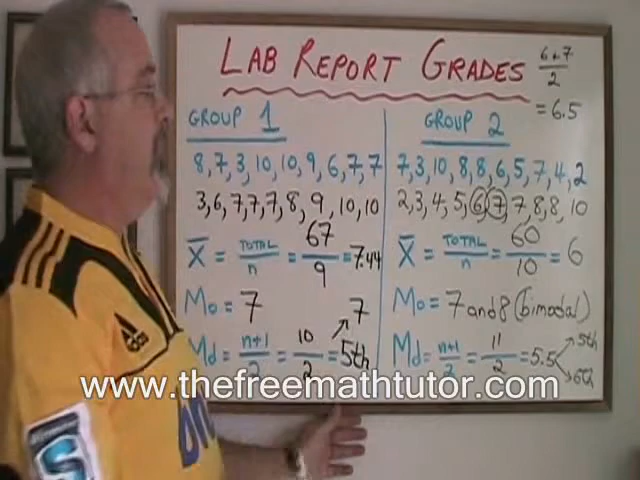 LAB REPORT GRADES
(6+7)/2
= 6.5
GROUP 1
8, 7, 3, 10, 10, 9, 6, 7, 7
3, 6, 7, 7, 7, 8, 9, 10, 10
X̄ = TOTAL/n = 67/9 = 7.44
Mo = 7
7
Md = n+1/2 = 10/2 = 5th
GROUP 2
7, 3, 10, 8, 8, 6, 5, 7, 4, 2
2, 3, 4, 5, 6, 7, 7, 8, 8, 10
X̄ = TOTAL/n = 60/10 = 6
Mo = 7 and 8 (bimodal)
Md = n+1/2 = 11/2 = 5.5
5th
6th
www.thefreemathtutor.com
adidas